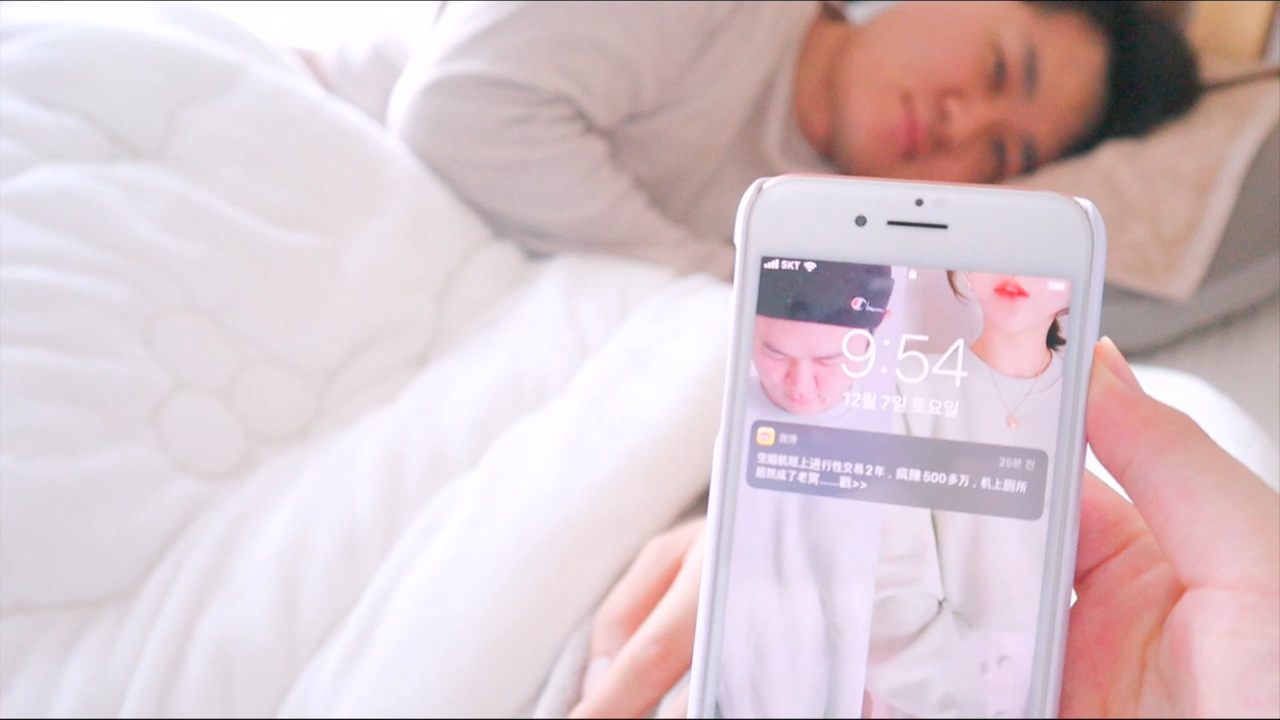 SKT
9:54
12월 7일 토요일
微博 25분 전
空姐航班上进行性交易2年，疯賺500多万，机上厕所
居然成了老窝……戳>>